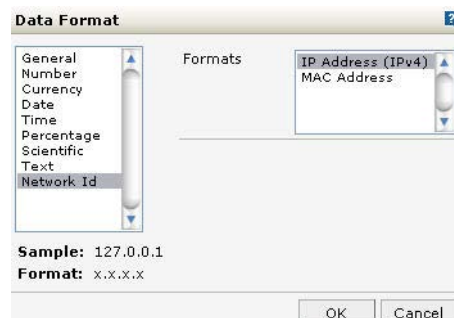 Data Format
?
General
Number
Currency
Date
Time
Percentage
Scientific
Text
Network Id
Formats
IP Address (IPv4)
MAC Address
Sample: 127.0.0.1
Format: x.x.x.x
OK
Cancel